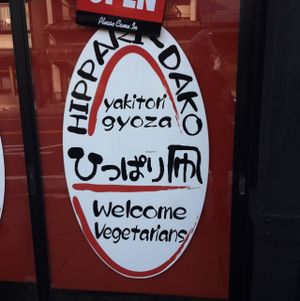 OPEN
Please Come In
HIPPARI DAKO
yakitori
gyoza
ひっぱり凧
Welcome
Vegetarians